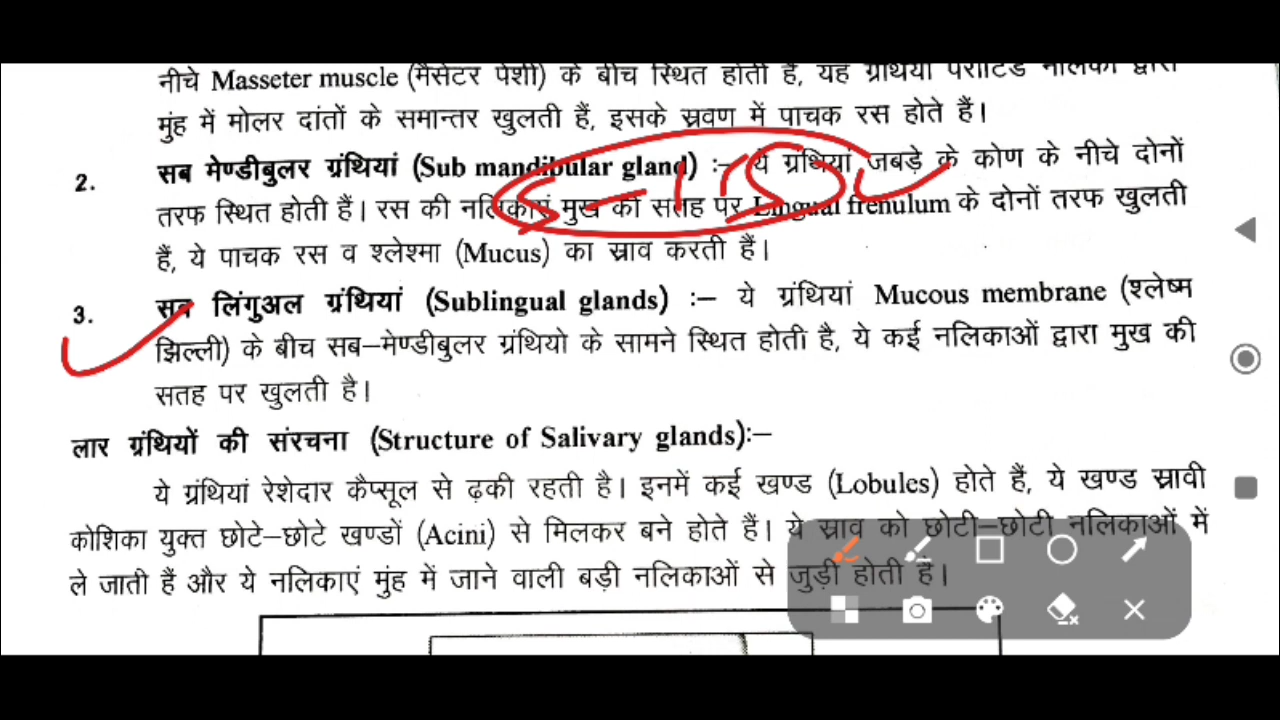 नीचे Masseter muscle (मैसेटर पेशी) के बीच स्थित होती हैं, यह ग्रंथियां पैरोटिड नलिका द्वारा
मुंह में मोलर दांतों के समान्तर खुलती हैं, इसके स्रवण में पाचक रस होते हैं।
2. सब मेण्डीबुलर ग्रंथियां (Sub mandibular gland) :– ये ग्रंथियां जबड़े के कोण के नीचे दोनों
तरफ स्थित होती हैं। रस की नलिकाएं मुख की सतह पर Lingual frenulum के दोनों तरफ खुलती
हैं, ये पाचक रस व श्लेश्मा (Mucus) का स्राव करती हैं।
3. सब लिंगुअल ग्रंथियां (Sublingual glands) :– ये ग्रंथियां Mucous membrane (श्लेष्म
झिल्ली) के बीच सब–मेण्डीबुलर ग्रंथियो के सामने स्थित होती है, ये कई नलिकाओं द्वारा मुख की
सतह पर खुलती है।
लार ग्रंथियों की संरचना (Structure of Salivary glands):–
ये ग्रंथियां रेशेदार कैप्सूल से ढ़की रहती है। इनमें कई खण्ड (Lobules) होते हैं, ये खण्ड स्रावी
कोशिका युक्त छोटे–छोटे खण्डों (Acini) से मिलकर बने होते हैं। ये स्राव को छोटी–छोटी नलिकाओं में
ले जाती हैं और ये नलिकाएं मुंह में जाने वाली बड़ी नलिकाओं से जुड़ी होती हैं।